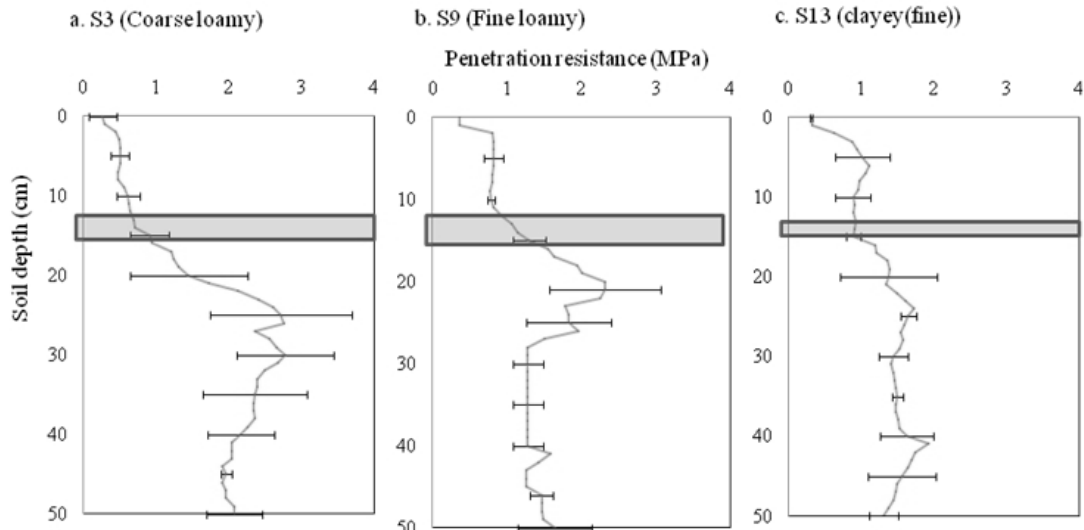 a. S3 (Coarse loamy)
b. S9 (Fine loamy)
c. S13 (clayey(fine))
Penetration resistance (MPa)
0 1 2 3 4
0 1 2 3 4
0 1 2 3 4
Soil depth (cm)
0
10
20
30
40
50
0
10
20
30
40
50
0
10
20
30
40
50